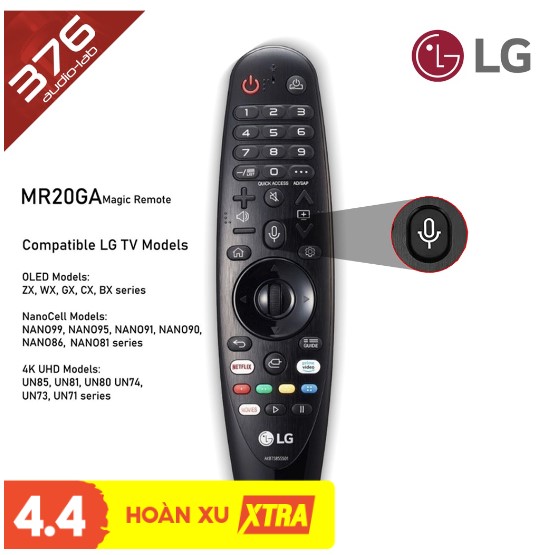 376
audio-lab
LG
1 2 3
4 5 6
7 8 9
-/LIST 0 •••
QUICK ACCESS AD/SAP
MR20GA Magic Remote
Compatible LG TV Models
OLED Models:
ZX, WX, GX, CX, BX series
NanoCell Models:
NANO99, NANO95, NANO91, NANO90,
NANO86, NANO81 series
4K UHD Models:
UN85, UN81, UN80 UN74,
UN73, UN71 series
GUIDE
NETFLIX
prime video
MOVIES
LG
4.4 HOÀN XU XTRA